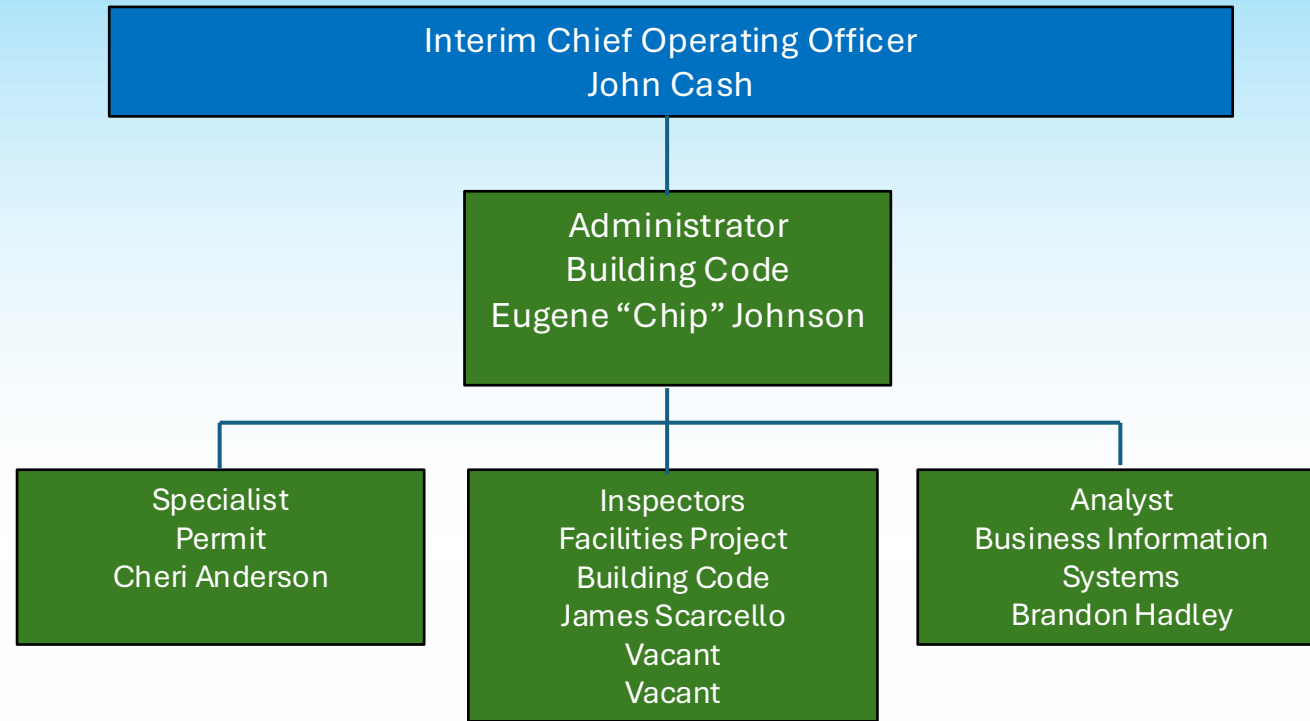 Interim Chief Operating Officer
John Cash
Administrator
Building Code
Eugene “Chip” Johnson
Specialist
Permit
Cheri Anderson
Inspectors
Facilities Project
Building Code
James Scarcello
Vacant
Vacant
Analyst
Business Information
Systems
Brandon Hadley